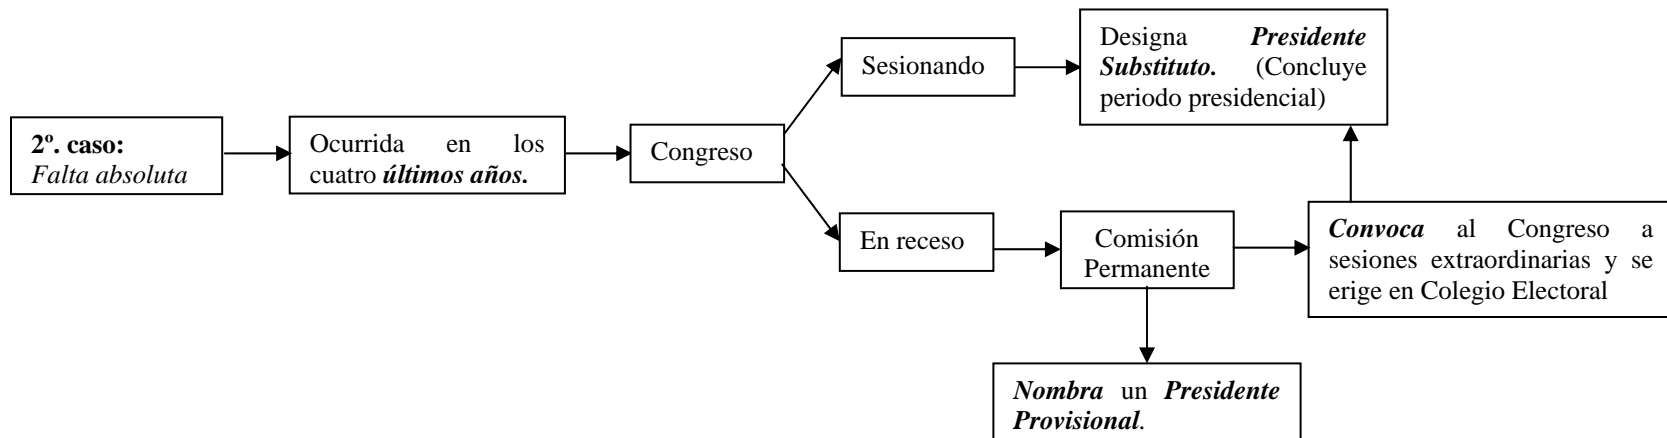 2º. caso:
Falta absoluta
Ocurrida en los
cuatro últimos años.
Congreso
Sesionando
Designa Presidente
Substituto. (Concluye
periodo presidencial)
En receso
Comisión
Permanente
Convoca al Congreso a
sesiones extraordinarias y se
erige en Colegio Electoral
Nombra un Presidente
Provisional.